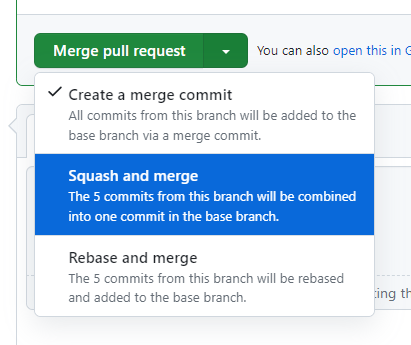 Merge pull request
You can also open this in G
Create a merge commit
All commits from this branch will be added to the
base branch via a merge commit.
Squash and merge
The 5 commits from this branch will be combined
into one commit in the base branch.
Rebase and merge
The 5 commits from this branch will be rebased
and added to the base branch.